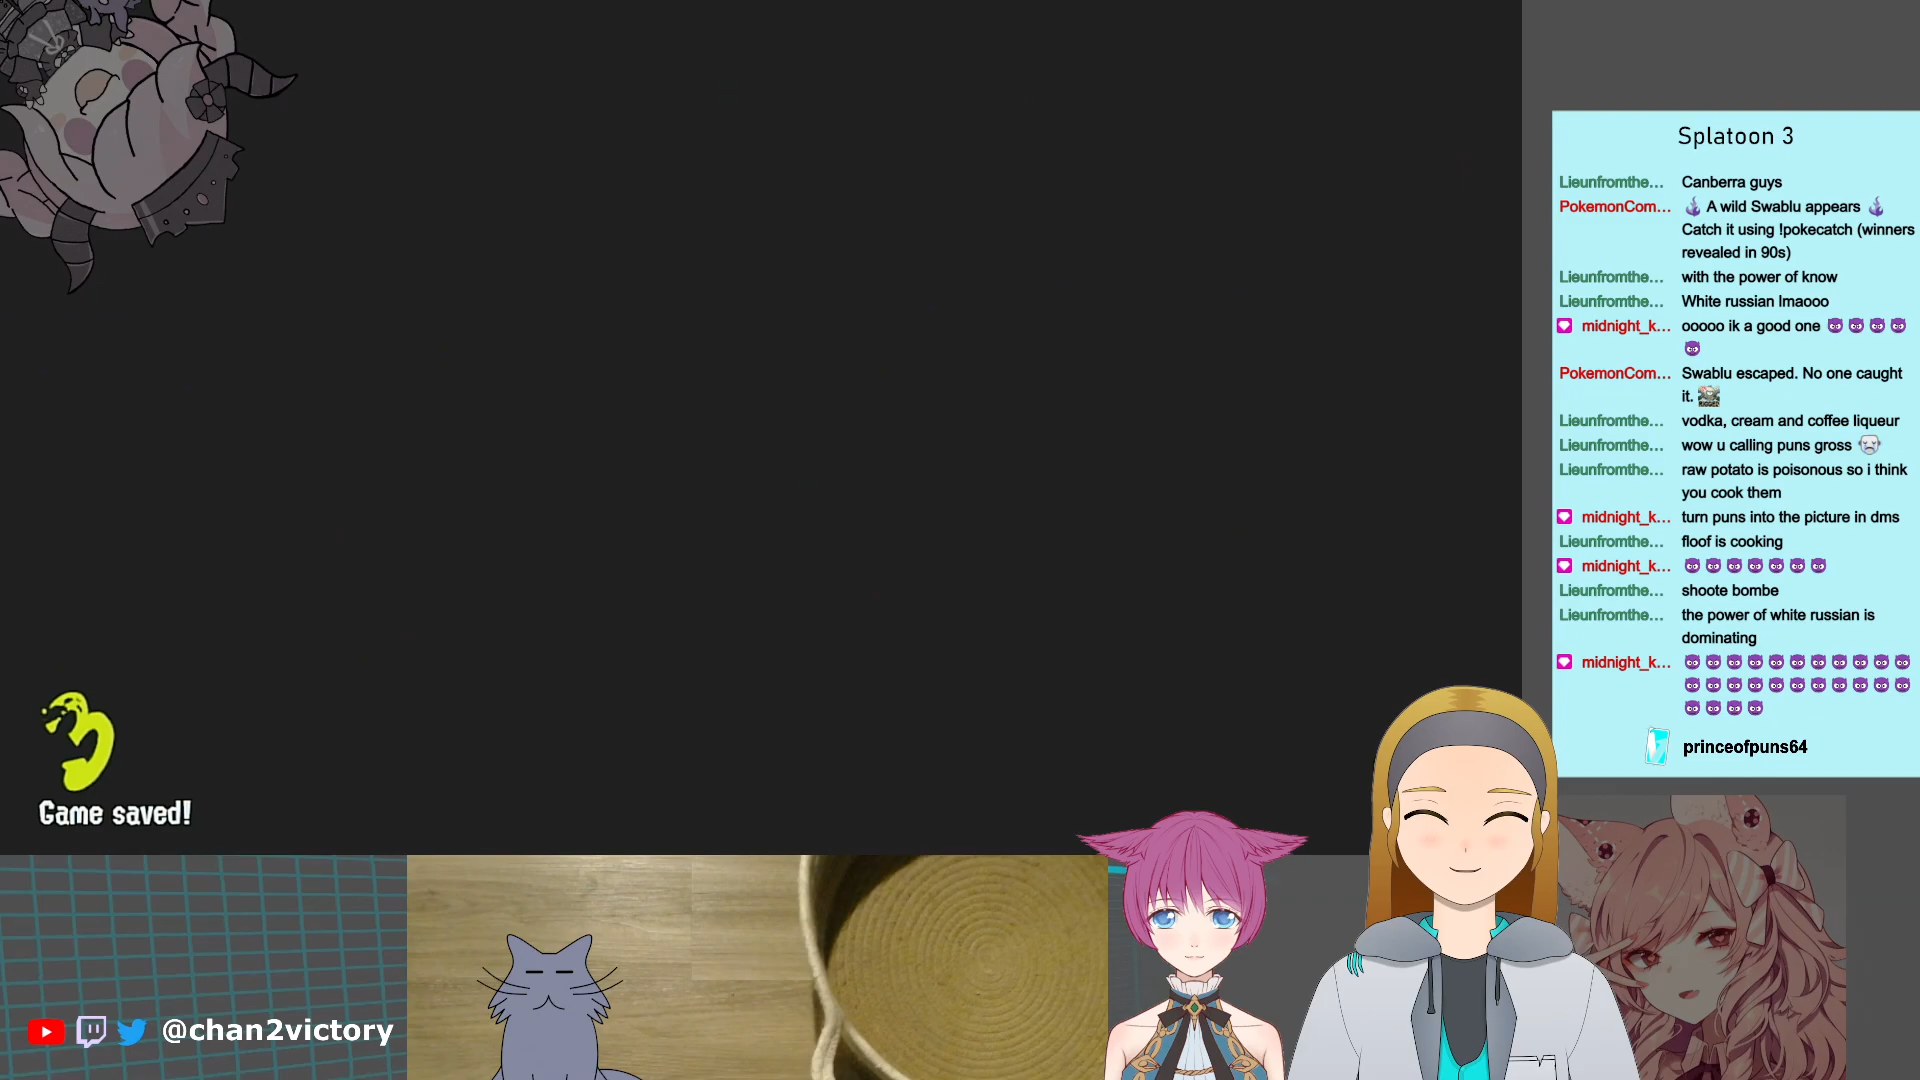 Splatoon 3
Lieunfromthe... Canberra guys
PokemonCom... A wild Swablu appears
Catch it using !pokecatch (winners
revealed in 90s)
Lieunfromthe... with the power of know
Lieunfromthe... White russian lmaooo
midnight_k... ooooo ik a good one
PokemonCom... Swablu escaped. No one caught
it.
Lieunfromthe... vodka, cream and coffee liqueur
Lieunfromthe... wow u calling puns gross
Lieunfromthe... raw potato is poisonous so i think
you cook them
midnight_k... turn puns into the picture in dms
Lieunfromthe... floof is cooking
midnight_k...
Lieunfromthe... shoote bombe
Lieunfromthe... the power of white russian is
dominating
midnight_k...
princeofpuns64
Game saved!
@chan2victory